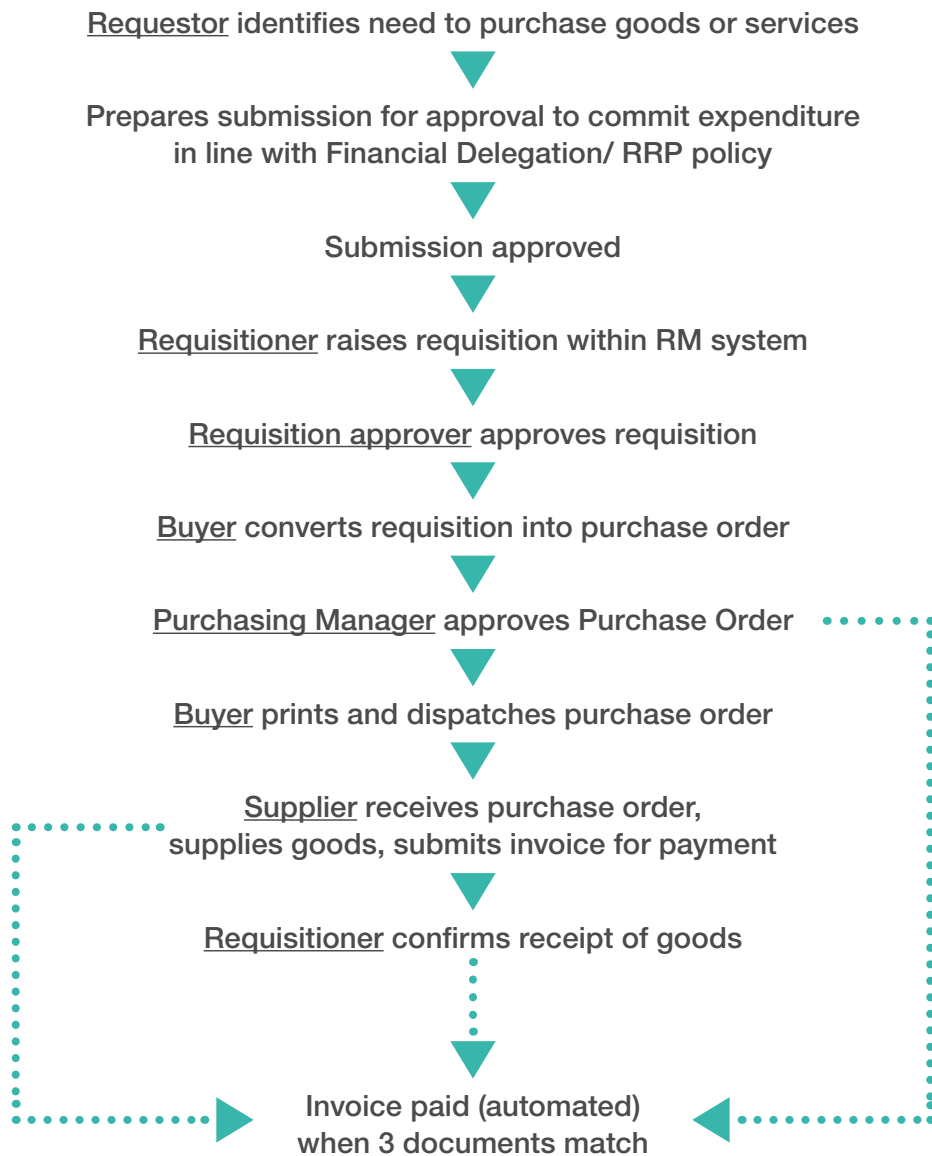 Requestor identifies need to purchase goods or services
Prepares submission for approval to commit expenditure
in line with Financial Delegation/ RRP policy
Submission approved
Requisitioner raises requisition within RM system
Requisition approver approves requisition
Buyer converts requisition into purchase order
Purchasing Manager approves Purchase Order
Buyer prints and dispatches purchase order
Supplier receives purchase order,
supplies goods, submits invoice for payment
Requisitioner confirms receipt of goods
Invoice paid (automated)
when 3 documents match